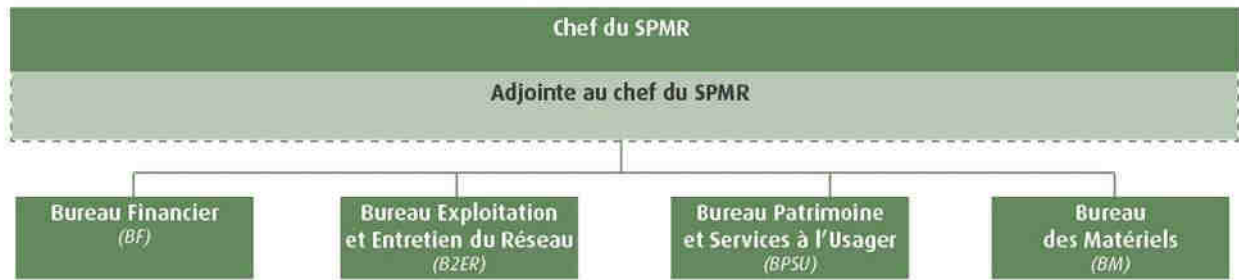 Chef du SPMR
Adjointe au chef du SPMR
Bureau Financier
(BF)
Bureau Exploitation
et Entretien du Réseau
(B2ER)
Bureau Patrimoine
et Services à l'Usager
(BPSU)
Bureau
des Matériels
(BM)